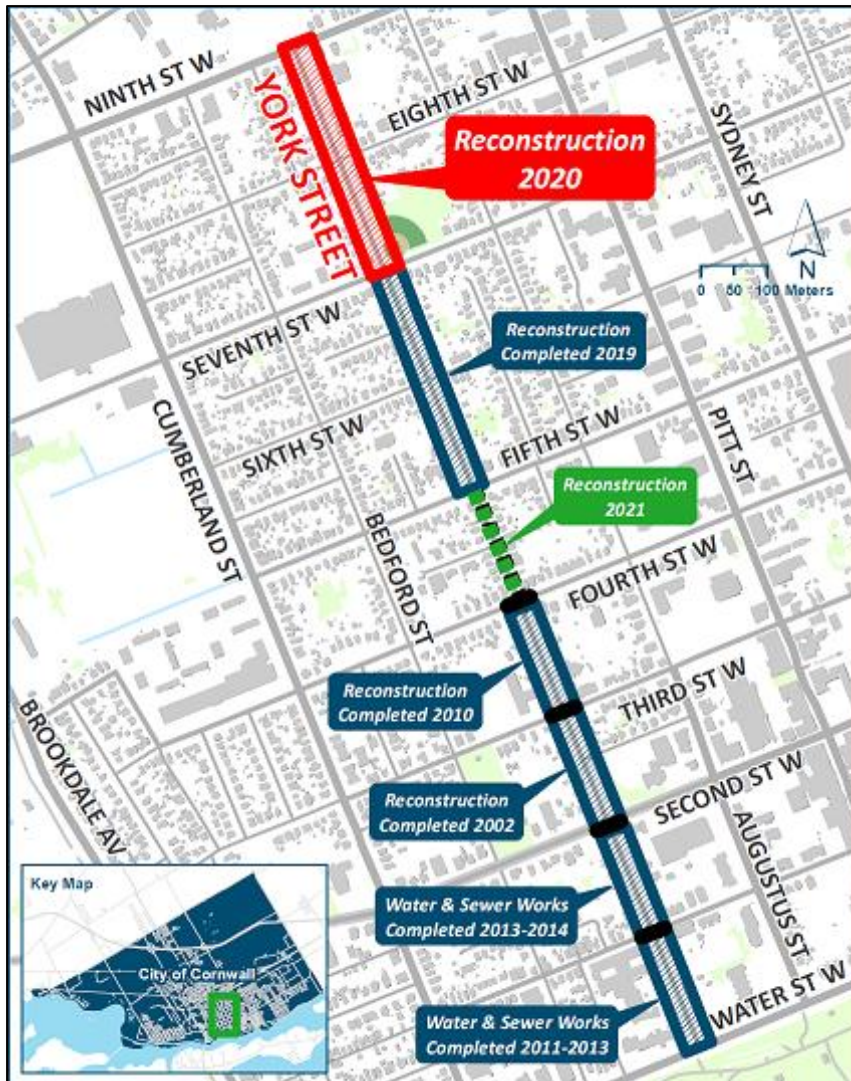 NINTH ST W
EIGHTH ST W
YORK STREET
Reconstruction
2020
SYDNEY ST
N
0 50 100 Meters
SEVENTH ST W
Reconstruction
Completed 2019
SIXTH ST W
FIFTH ST W
PITT ST
CUMBERLAND ST
Reconstruction
2021
BEDFORD ST
FOURTH ST W
Reconstruction
Completed 2010
THIRD ST W
BROOKDALE AV
Reconstruction
Completed 2002
SECOND ST W
AUGUSTUS ST
Water & Sewer Works
Completed 2013-2014
Key Map
City of Cornwall
Water & Sewer Works
Completed 2011-2013
WATER ST W